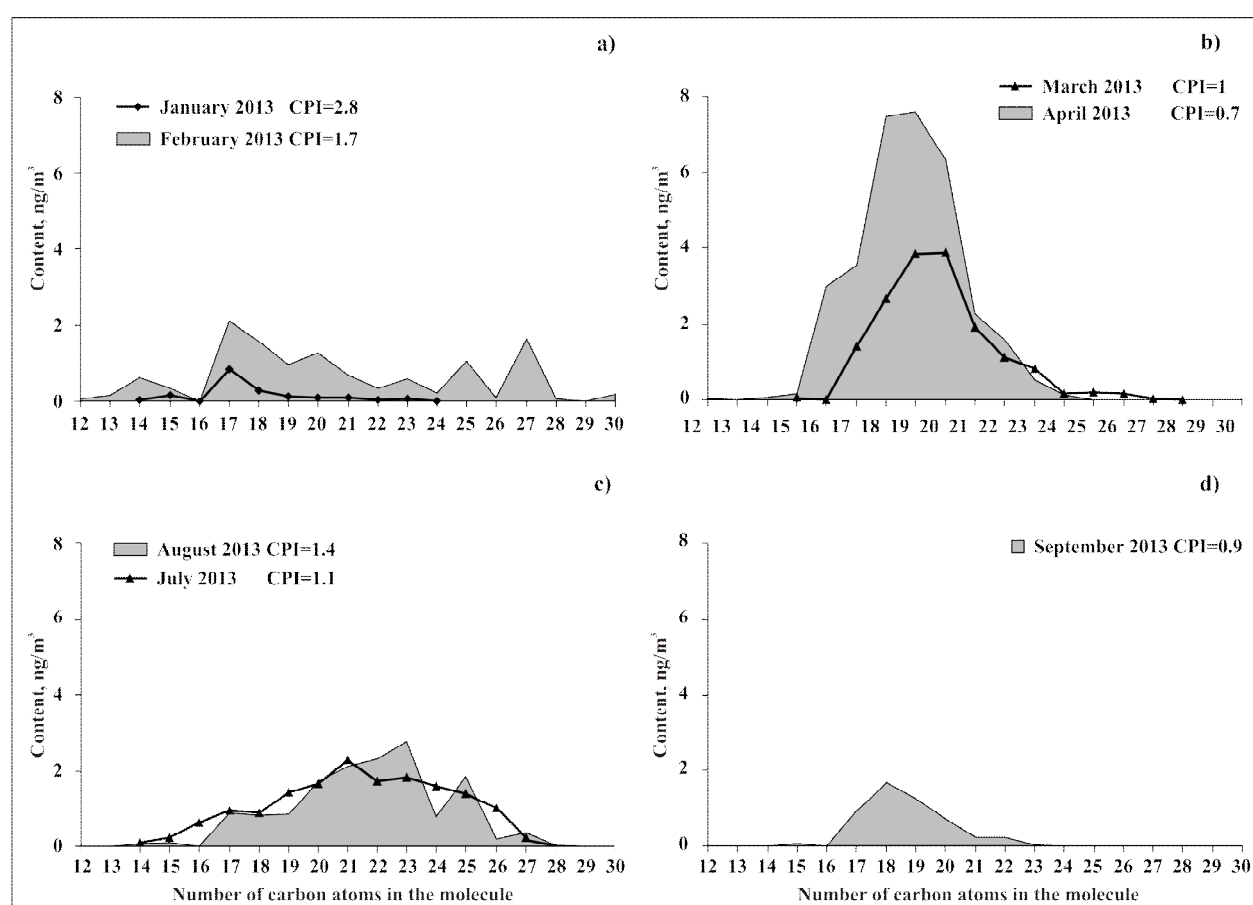 a)
January 2013 CPI=2.8
February 2013 CPI=1.7
Content, ng/m³
8
6
4
2
0
12 13 14 15 16 17 18 19 20 21 22 23 24 25 26 27 28 29 30
b)
March 2013 CPI=1
April 2013 CPI=0.7
Content, ng/m³
8
6
4
2
0
12 13 14 15 16 17 18 19 20 21 22 23 24 25 26 27 28 29 30
c)
August 2013 CPI=1.4
July 2013 CPI=1.1
Content, ng/m³
8
6
4
2
0
12 13 14 15 16 17 18 19 20 21 22 23 24 25 26 27 28 29 30
Number of carbon atoms in the molecule
d)
September 2013 CPI=0.9
Content, ng/m³
8
6
4
2
0
12 13 14 15 16 17 18 19 20 21 22 23 24 25 26 27 28 29 30
Number of carbon atoms in the molecule